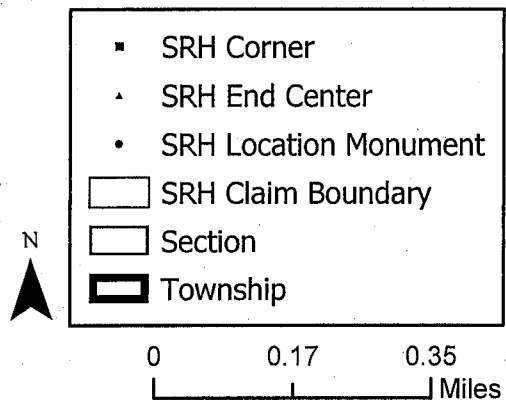 SRH Corner
SRH End Center
SRH Location Monument
SRH Claim Boundary
Section
Township
N
0 0.17 0.35
Miles